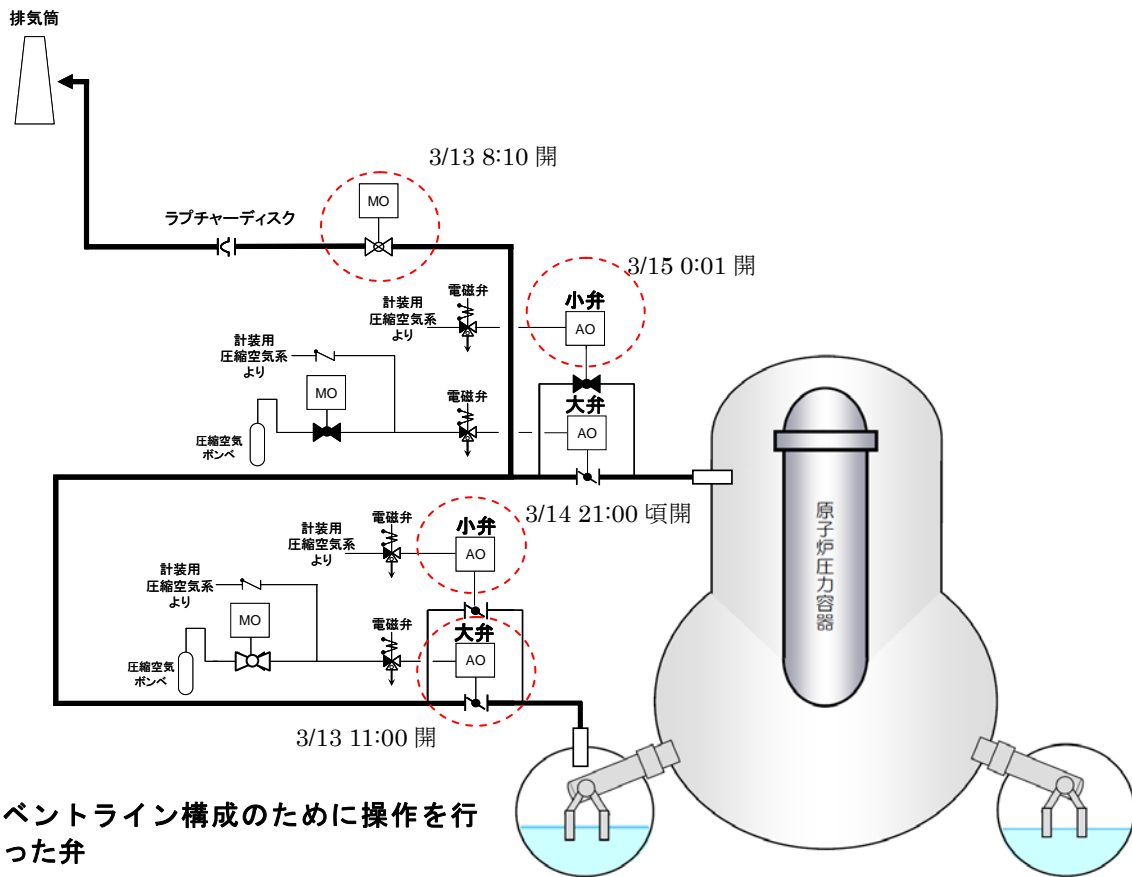 排気筒
3/13 8:10 開
MO
ラプチャーディスク
3/15 0:01 開
電磁弁
小弁
計装用
圧縮空気系
より
AO
計装用
圧縮空気系
より
MO
電磁弁
大弁
AO
圧縮空気
ボンベ
3/14 21:00 頃開
電磁弁
小弁
計装用
圧縮空気系
より
AO
計装用
圧縮空気系
より
MO
電磁弁
大弁
AO
圧縮空気
ボンベ
3/13 11:00 開
原子炉圧力容器
ベントライン構成のために操作を行
った弁